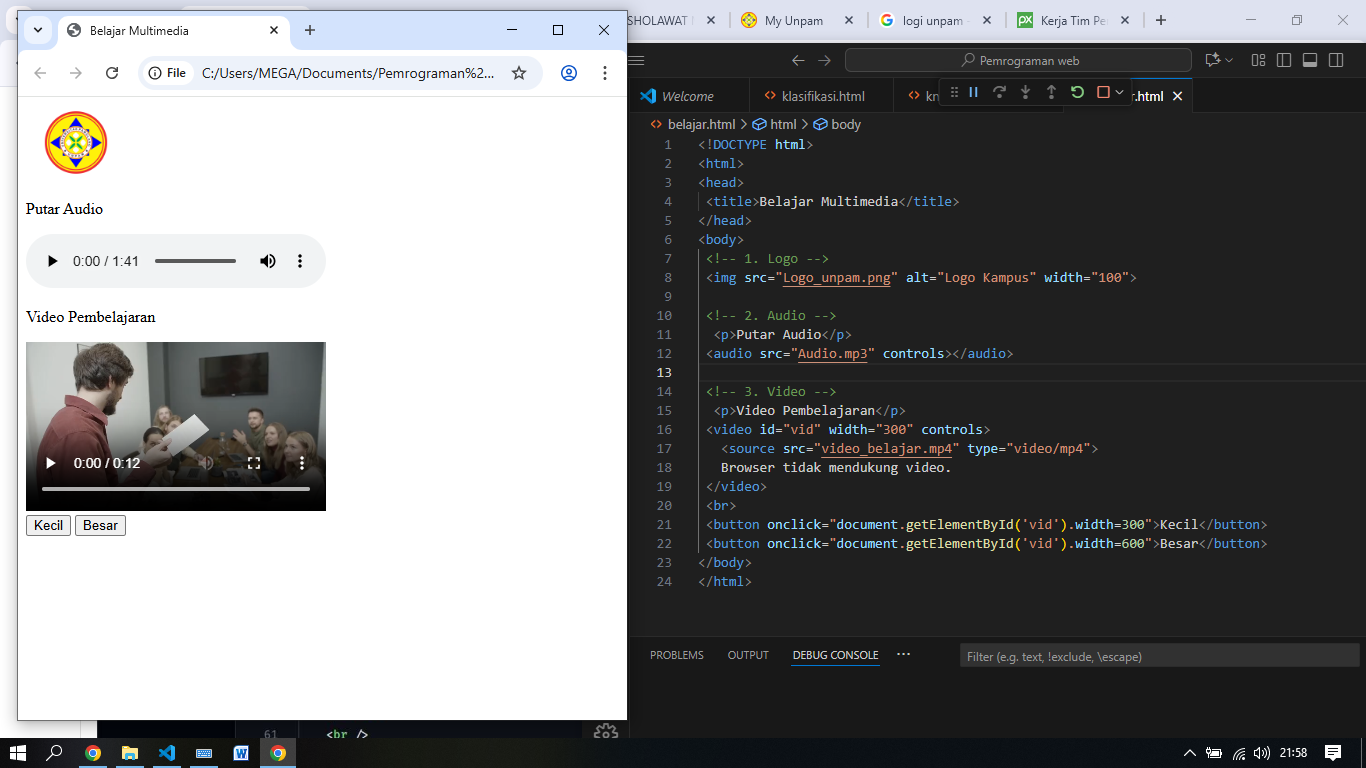 Belajar Multimedia
File
C:/Users/MEGA/Documents/Pemrograman%2...
Putar Audio
0:00 / 1:41
Video Pembelajaran
0:00 / 0:12
Kecil
Besar
SHOLAWAT
My Unpam
logi unpam
Kerja Tim Pe
Pemrograman web
Welcome
klasifikasi.html
kn
r.html
belajar.html > html > body
1 <!DOCTYPE html>
2 <html>
3 <head>
4 <title>Belajar Multimedia</title>
5 </head>
6 <body>
7 <!-- 1. Logo -->
8 <img src="Logo_unpam.png" alt="Logo Kampus" width="100">
9
10 <!-- 2. Audio -->
11 <p>Putar Audio</p>
12 <audio src="Audio.mp3" controls></audio>
13
14 <!-- 3. Video -->
15 <p>Video Pembelajaran</p>
16 <video id="vid" width="300" controls>
17 <source src="video_belajar.mp4" type="video/mp4">
18 Browser tidak mendukung video.
19 </video>
20 <br>
21 <button onclick="document.getElementById('vid').width=300">Kecil</button>
22 <button onclick="document.getElementById('vid').width=600">Besar</button>
23 </body>
24 </html>
PROBLEMS
OUTPUT
DEBUG CONSOLE
Filter (e.g. text, !exclude, \escape)
61 <br />
21:58